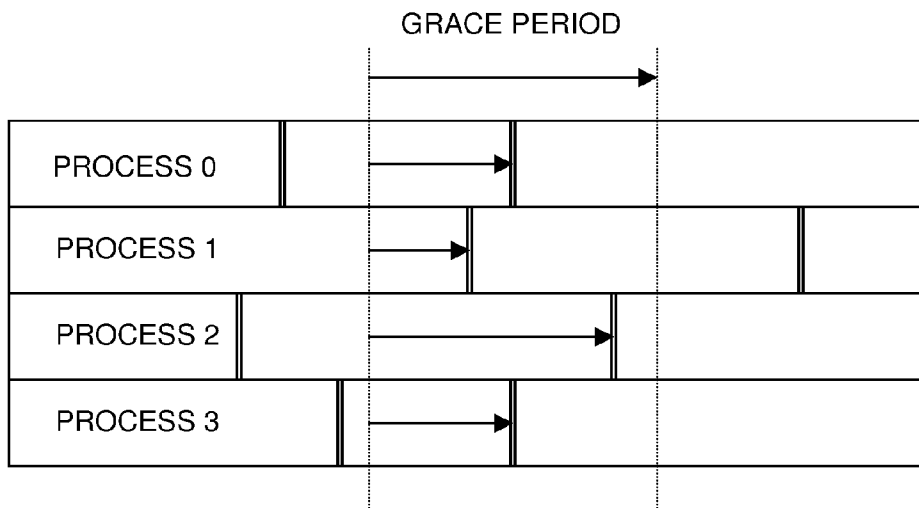 GRACE PERIOD
PROCESS 0
PROCESS 1
PROCESS 2
PROCESS 3